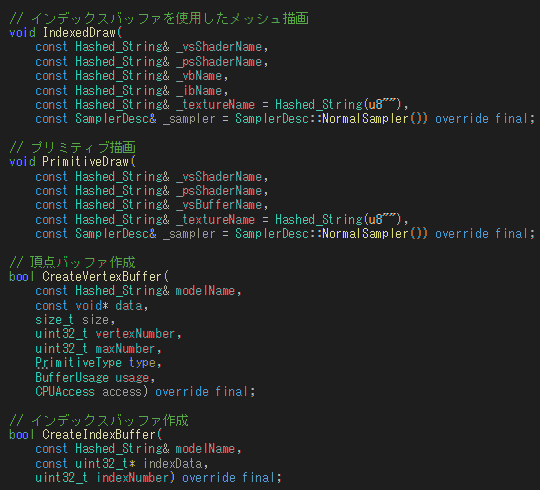 // インデックスバッファを使用したメッシュ描画
void IndexedDraw(
    const Hashed_String& _vsShaderName,
    const Hashed_String& _psShaderName,
    const Hashed_String& _vbName,
    const Hashed_String& _ibName,
    const Hashed_String& _textureName = Hashed_String(u8""),
    const SamplerDesc& _sampler = SamplerDesc::NormalSampler()) override final;

// プリミティブ描画
void PrimitiveDraw(
    const Hashed_String& _vsShaderName,
    const Hashed_String& _psShaderName,
    const Hashed_String& _vsBufferName,
    const Hashed_String& _textureName = Hashed_String(u8""),
    const SamplerDesc& _sampler = SamplerDesc::NormalSampler()) override final;

// 頂点バッファ作成
bool CreateVertexBuffer(
    const Hashed_String& modelName,
    const void* data,
    size_t size,
    uint32_t vertexNumber,
    uint32_t maxNumber,
    PrimitiveType type,
    BufferUsage usage,
    CPUAccess access) override final;

// インデックスバッファ作成
bool CreateIndexBuffer(
    const Hashed_String& modelName,
    const uint32_t* indexData,
    uint32_t indexNumber) override final;